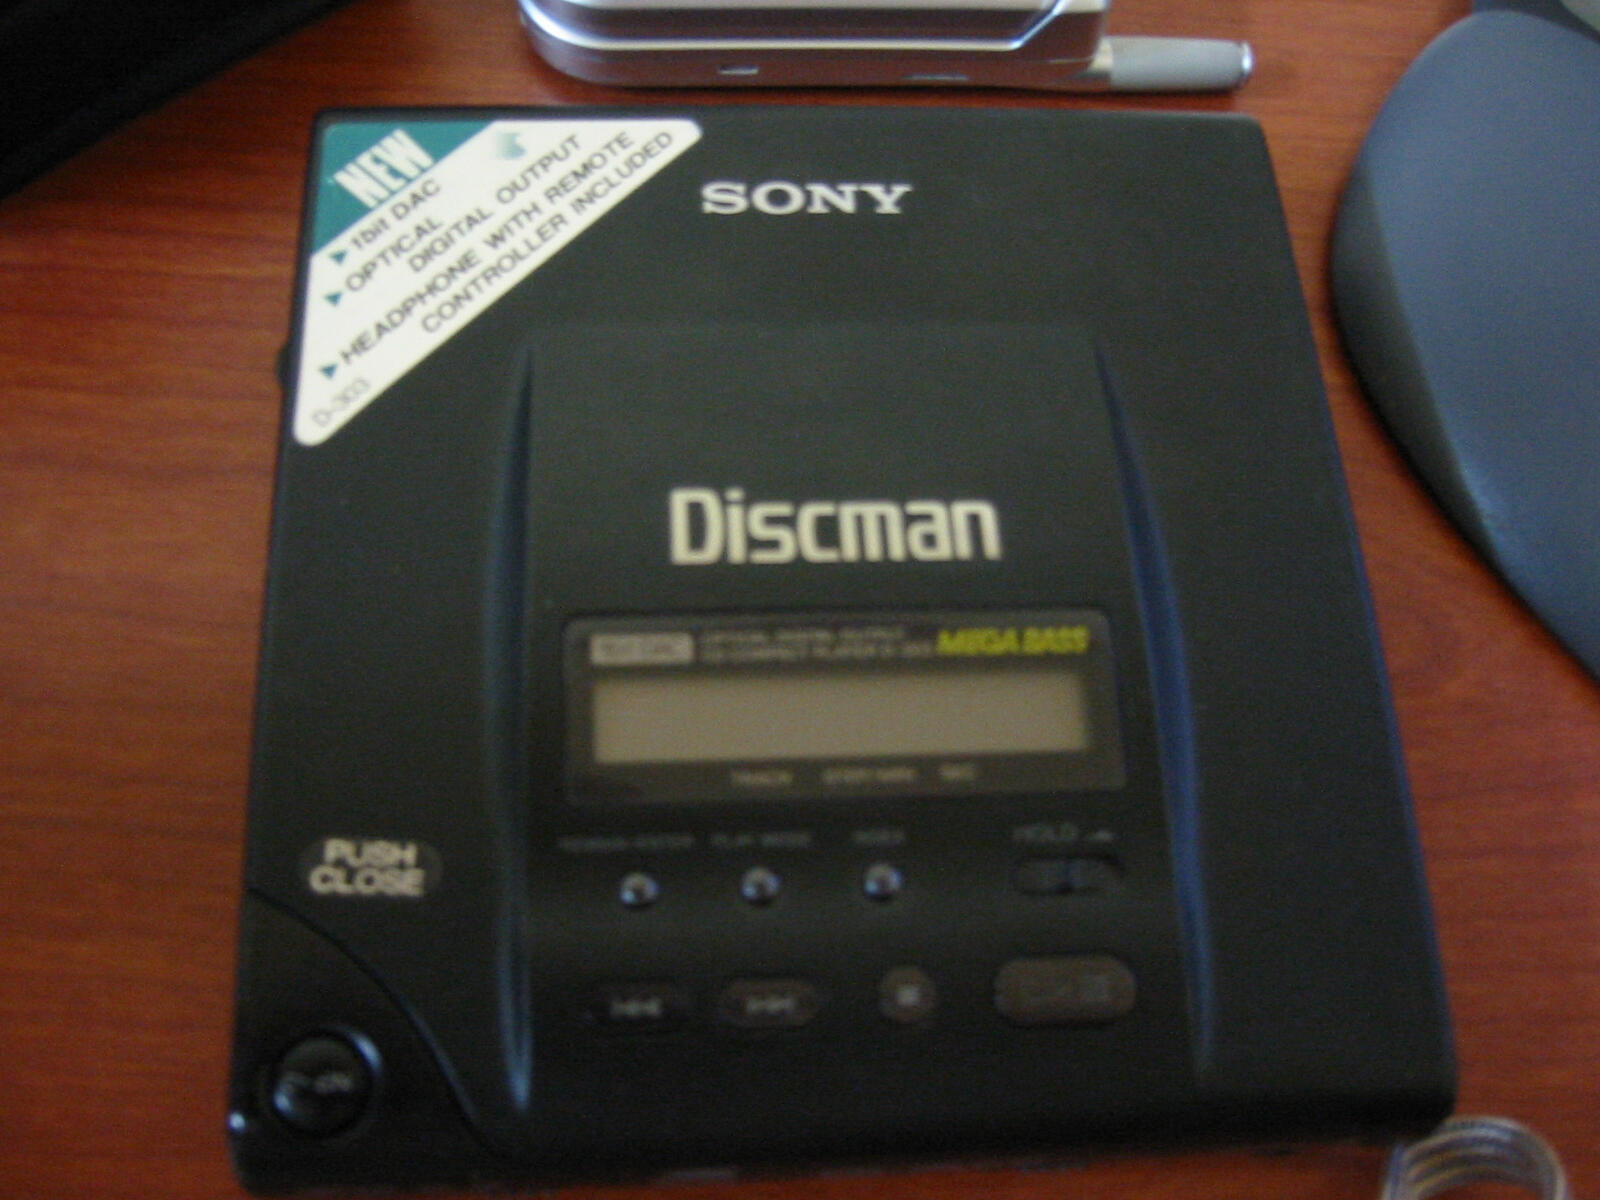 NEW
1bit DAC
OPTICAL
DIGITAL OUTPUT
HEADPHONE WITH REMOTE
CONTROLLER INCLUDED
D-303
SONY
Discman
MEGA BASS
TRACK
HOLD
PUSH
CLOSE